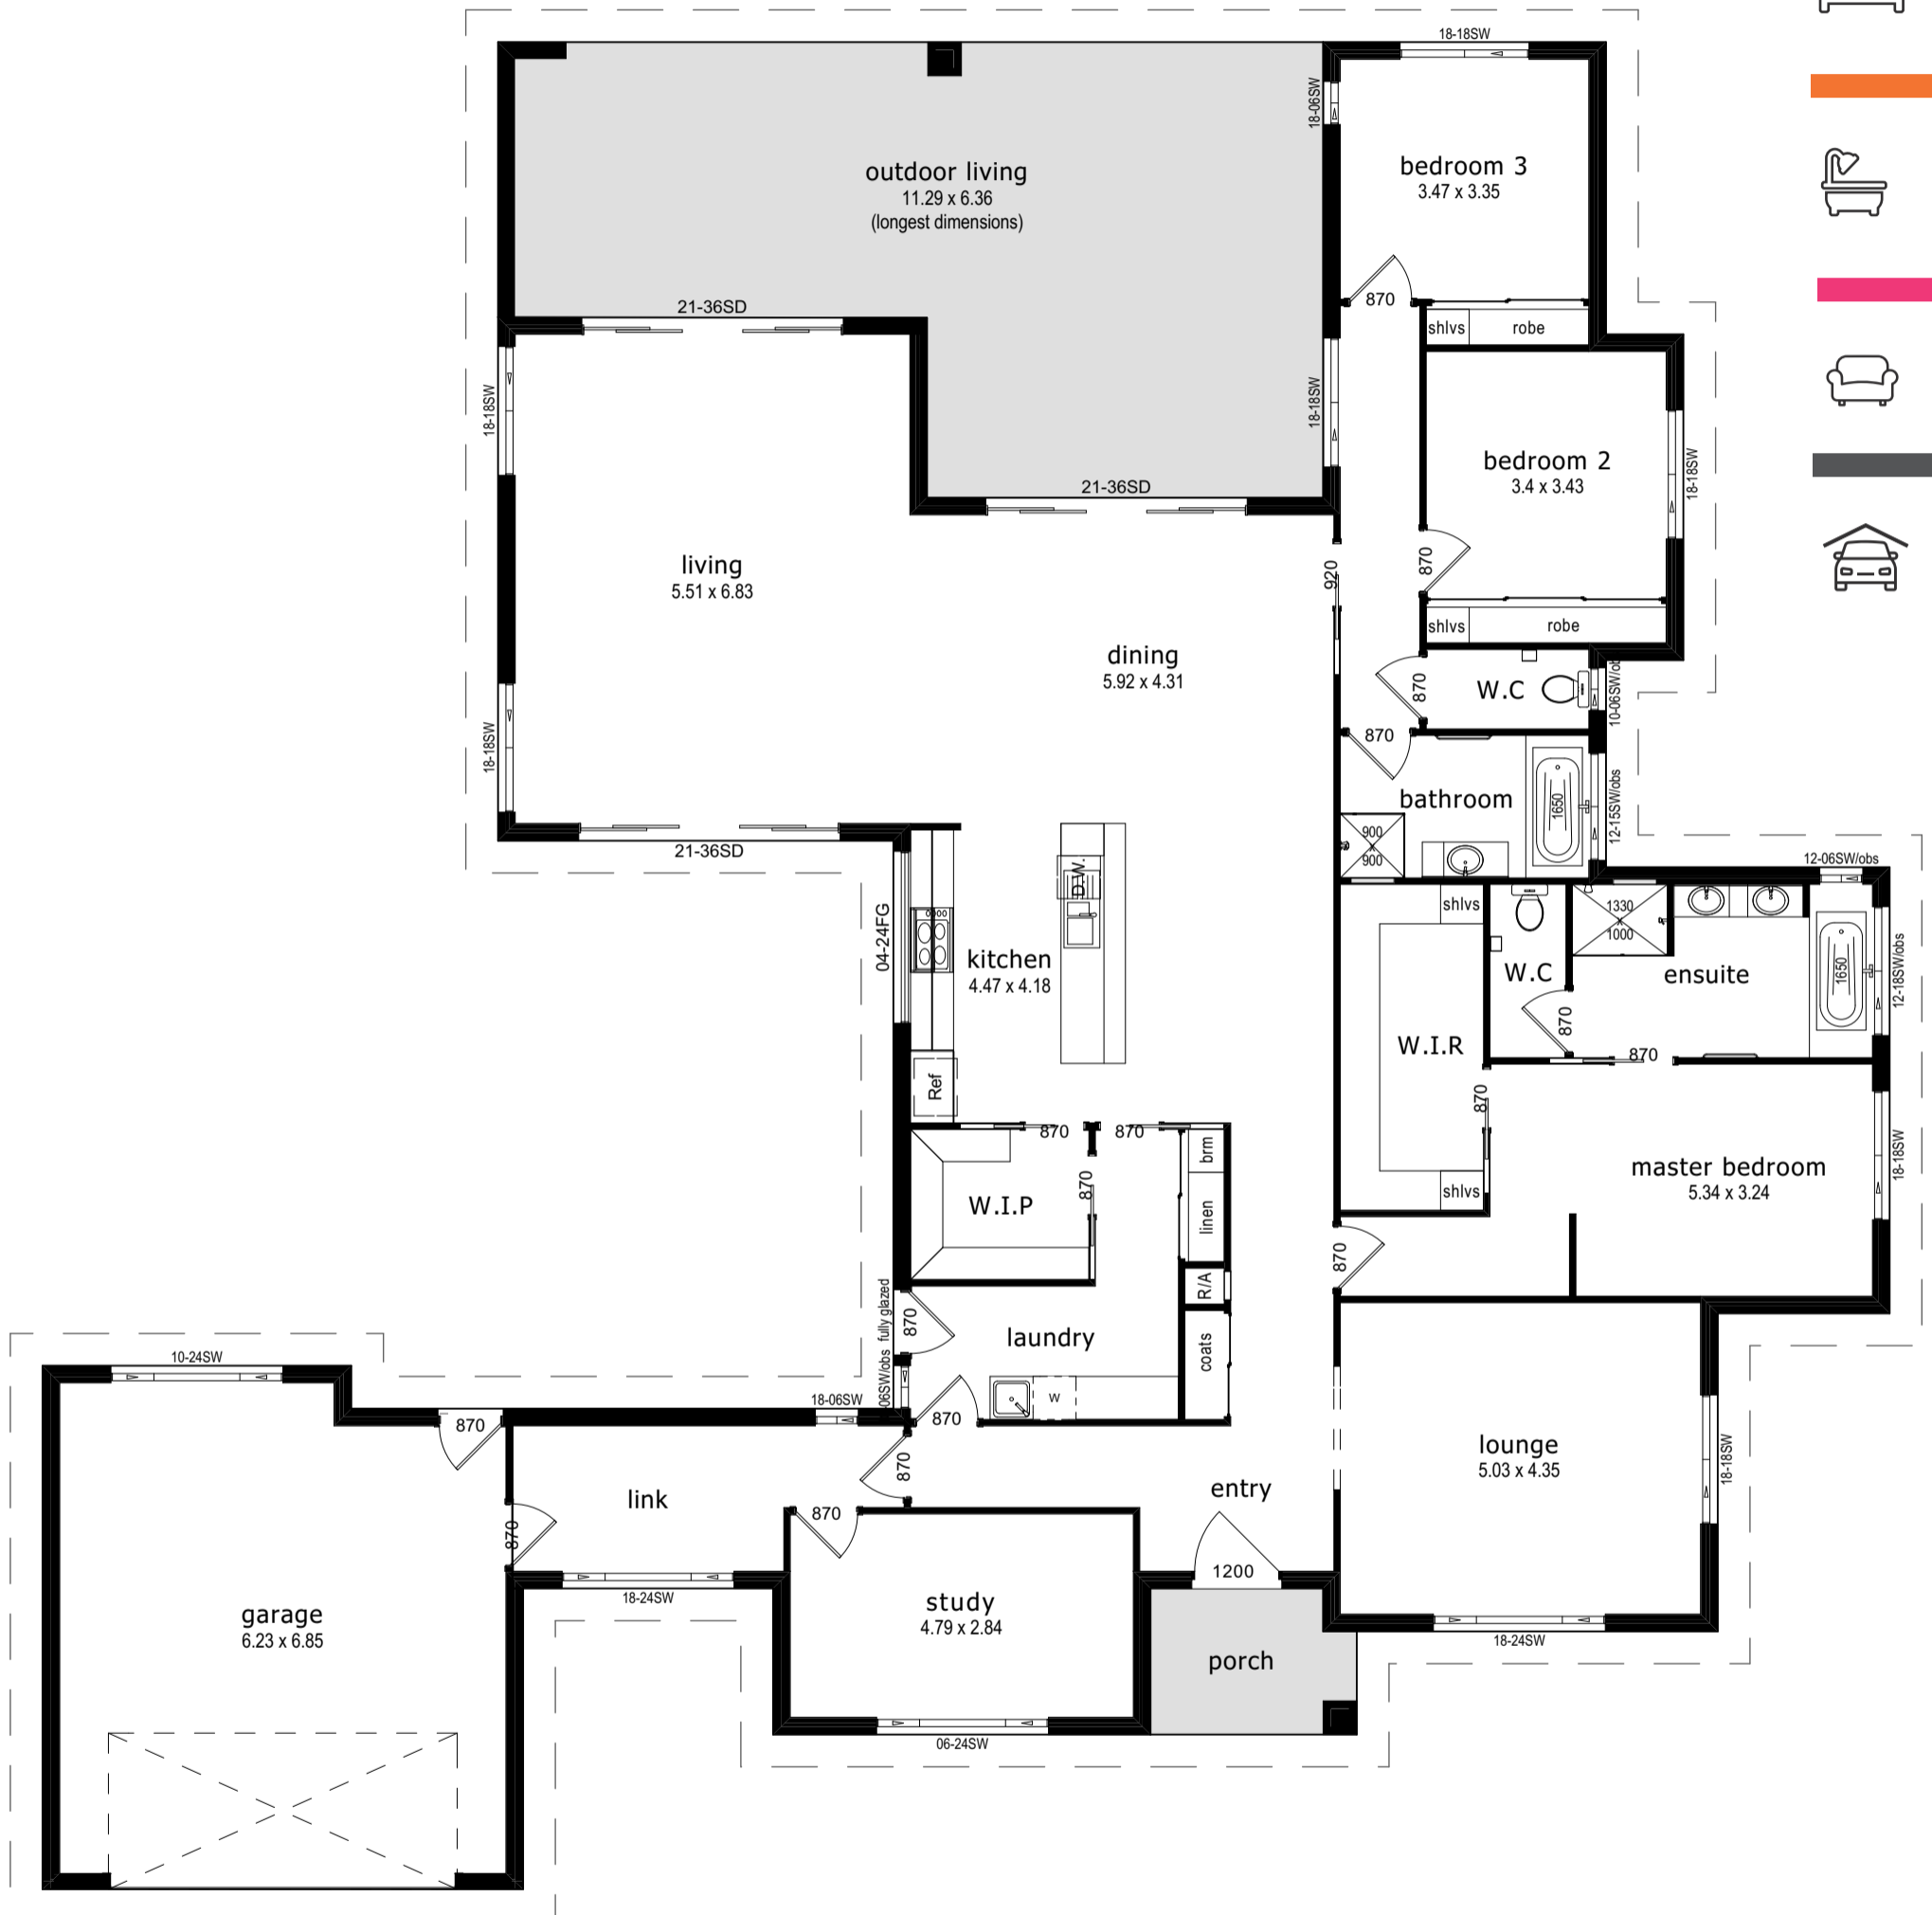 18-18SW
18-06SW
outdoor living
11.29 x 6.36
(longest dimensions)
bedroom 3
3.47 x 3.35
870
21-36SD
shlvs
robe
18-18SW
18-18SW
bedroom 2
3.4 x 3.43
18-18SW
21-36SD
living
5.51 x 6.83
920
870
shlvs
robe
dining
5.92 x 4.31
870
W.C
10-06SW/obs
18-18SW
870
bathroom
1650
12-15SW/obs
900
x
900
21-36SD
D.W.
12-06SW/obs
04-24FG
kitchen
4.47 x 4.18
shlvs
1330
x
1000
W.C
ensuite
1650
12-18SW/obs
870
W.I.R
870
Ref
870
870
870
brm
master bedroom
5.34 x 3.24
18-18SW
W.I.P
870
linen
shlvs
870
R/A
fully glazed
870
laundry
coats
06SW/obs
10-24SW
18-06SW
w
870
870
870
lounge
5.03 x 4.35
18-18SW
link
entry
870
870
1200
18-24SW
study
4.79 x 2.84
garage
6.23 x 6.85
18-24SW
porch
06-24SW